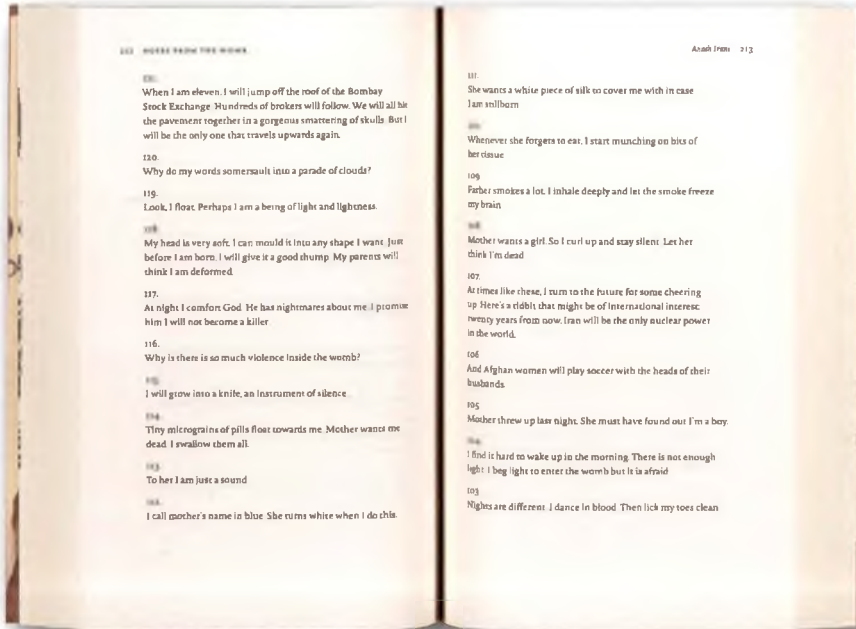 212 NOTES FROM THE WOMB
When I am eleven, I will jump off the roof of the Bombay
Stock Exchange. Hundreds of brokers will follow. We will all hit
the pavement together in a gorgeous smattering of skulls. But I
will be the only one that travels upwards again.
120.
Why do my words somersault into a parade of clouds?
119.
Look, I float. Perhaps I am a being of light and lightness.
118
My head is very soft. I can mould it into any shape I want. Just
before I am born, I will give it a good thump. My parents will
think I am deformed.
117.
At night I comfort God. He has nightmares about me. I promise
him I will not become a killer.
116.
Why is there is so much violence inside the womb?
115.
I will grow into a knife, an instrument of silence.
114.
Tiny micrograins of pills float towards me. Mother wants me
dead. I swallow them all.
113.
To her I am just a sound.
I call mother's name in blue. She turns white when I do this.
Anosh Irani 213
111.
She wants a white piece of silk to cover me with in case
I am stillborn.
Whenever she forgets to eat, I start munching on bits of
her tissue.
109
Father smokes a lot. I inhale deeply and let the smoke freeze
my brain.
108
Mother wants a girl. So I curl up and stay silent. Let her
think I'm dead.
107.
At times like these, I turn to the future for some cheering
up. Here's a tidbit that might be of international interest:
twenty years from now, Iran will be the only nuclear power
in the world.
106
And Afghan women will play soccer with the heads of their
husbands.
105
Mother threw up last night. She must have found out I'm a boy.
104
I find it hard to wake up in the morning. There is not enough
light. I beg light to enter the womb but it is afraid.
103
Nights are different. I dance in blood. Then lick my toes clean.